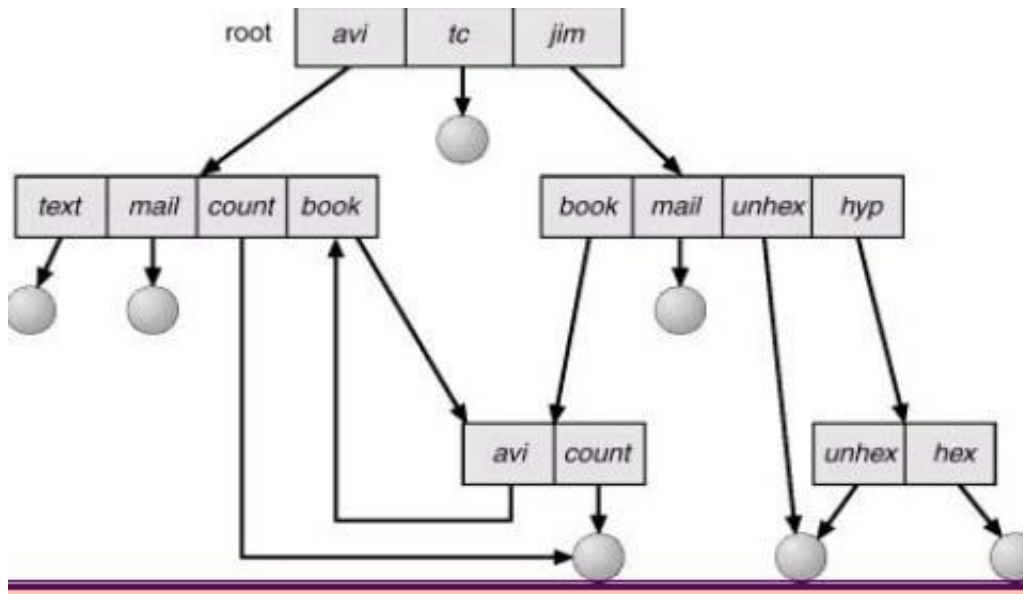 root avi tc jim
text mail count book book mail unhex hyp
avi count unhex hex